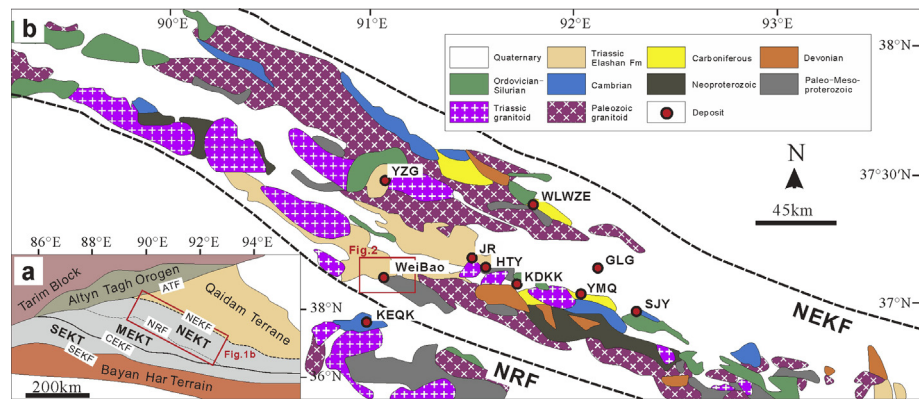 b
90°E
91°E
92°E
93°E
38°N
Quaternary
Triassic
Elashan Fm
Carboniferous
Devonian
Ordovician-
Silurian
Cambrian
Neoproterozoic
Paleo-Meso-
proterozoic
Triassic
granitoid
Paleozoic
granitoid
Deposit
N
37°30′N
45km
YZG
WLWZE
JR
HTY
GLG
Fig.2
WeiBao
KDKK
YMQ
SJY
37°N
KEQK
NRF
NEKF
86°E
90°E
94°E
a
Tarim Block
Altyn Tagh Orogen
ATF
Qaidam Terrane
NEKF
NEKT
NRF
MEKT
CEKF
SEKT
SEKF
Fig.1b
Bayan Har Terrain
38°N
36°N
200km